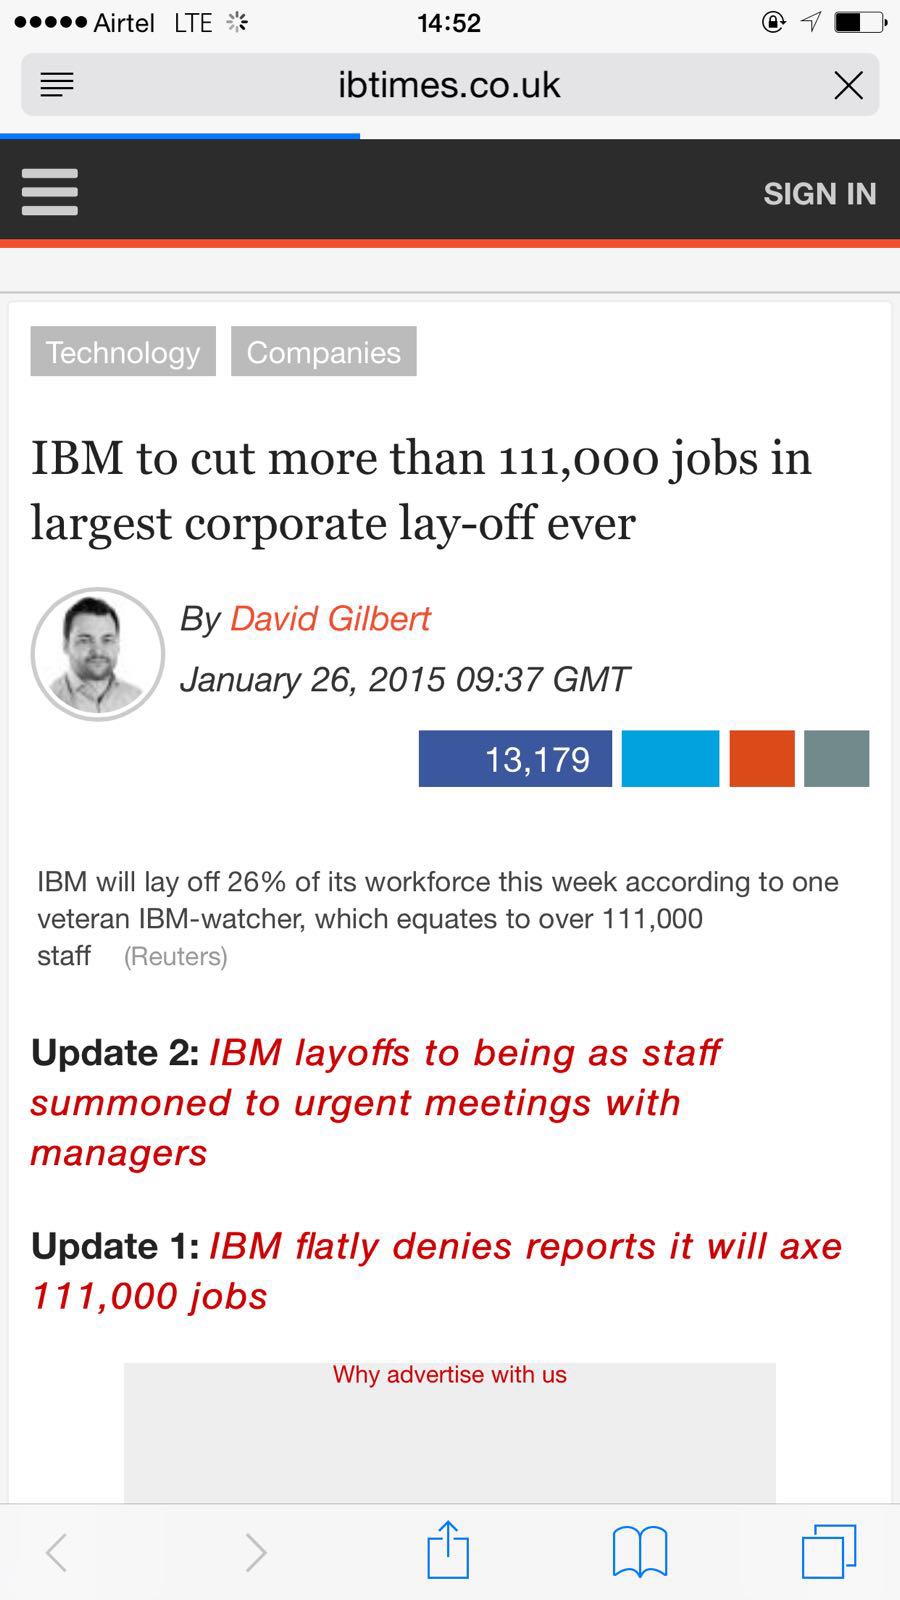 Airtel LTE 14:52
ibtimes.co.uk
SIGN IN
Technology Companies
IBM to cut more than 111,000 jobs in
largest corporate lay-off ever
By David Gilbert
January 26, 2015 09:37 GMT
13,179
IBM will lay off 26% of its workforce this week according to one
veteran IBM-watcher, which equates to over 111,000
staff (Reuters)
Update 2: IBM layoffs to being as staff
summoned to urgent meetings with
managers
Update 1: IBM flatly denies reports it will axe
111,000 jobs
Why advertise with us